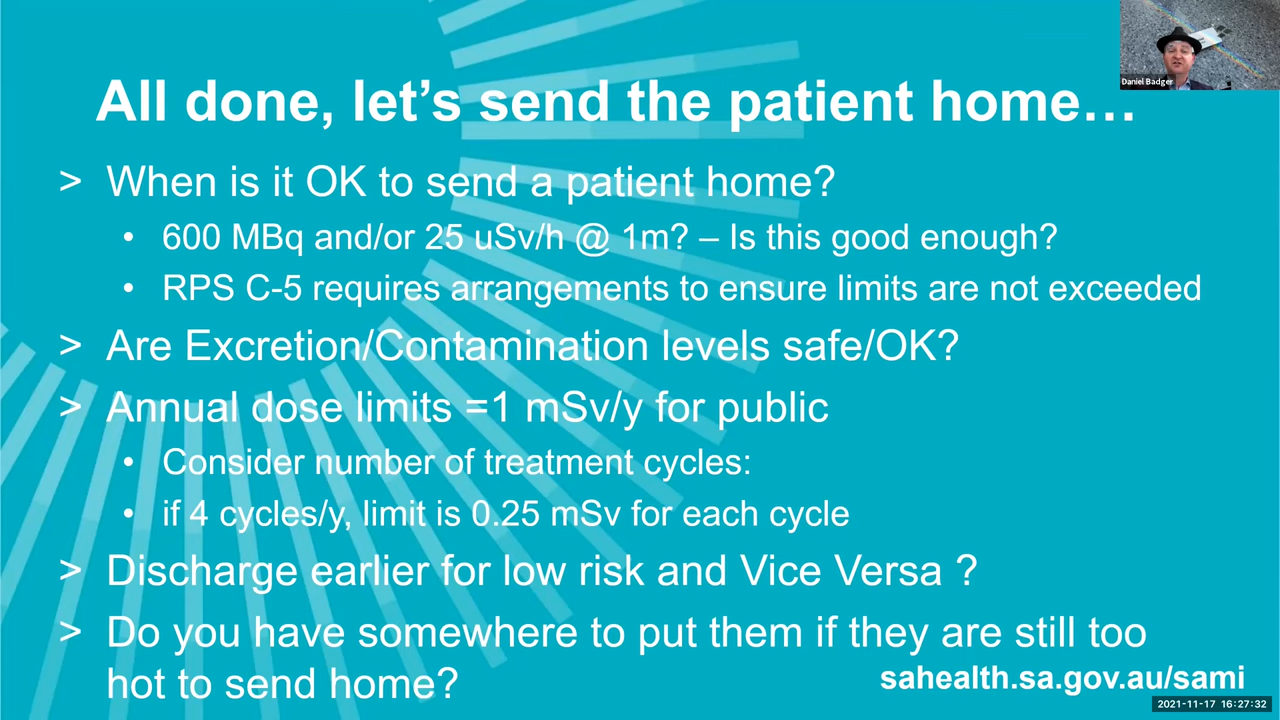 Daniel Badger
All done, let's send the patient home…
> When is it OK to send a patient home?
• 600 MBq and/or 25 uSv/h @ 1m? – Is this good enough?
• RPS C-5 requires arrangements to ensure limits are not exceeded
> Are Excretion/Contamination levels safe/OK?
> Annual dose limits =1 mSv/y for public
• Consider number of treatment cycles:
• if 4 cycles/y, limit is 0.25 mSv for each cycle
> Discharge earlier for low risk and Vice Versa ?
> Do you have somewhere to put them if they are still too
hot to send home?
sahealth.sa.gov.au/sami
2021-11-17 16:27:32